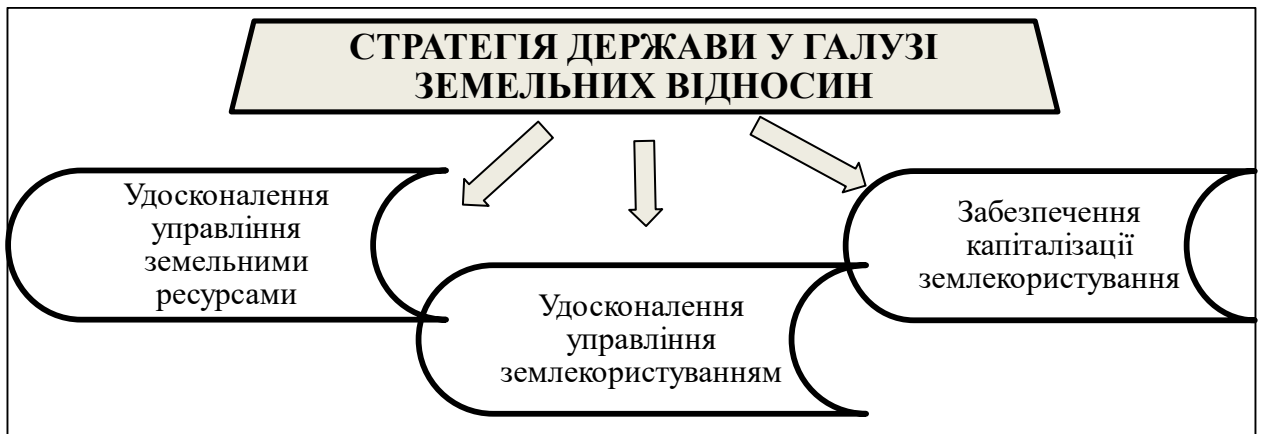 СТРАТЕГІЯ ДЕРЖАВИ У ГАЛУЗІ
ЗЕМЕЛЬНИХ ВІДНОСИН
Удосконалення
управління
земельними
ресурсами
Удосконалення
управління
землекористуванням
Забезпечення
капіталізації
землекористування